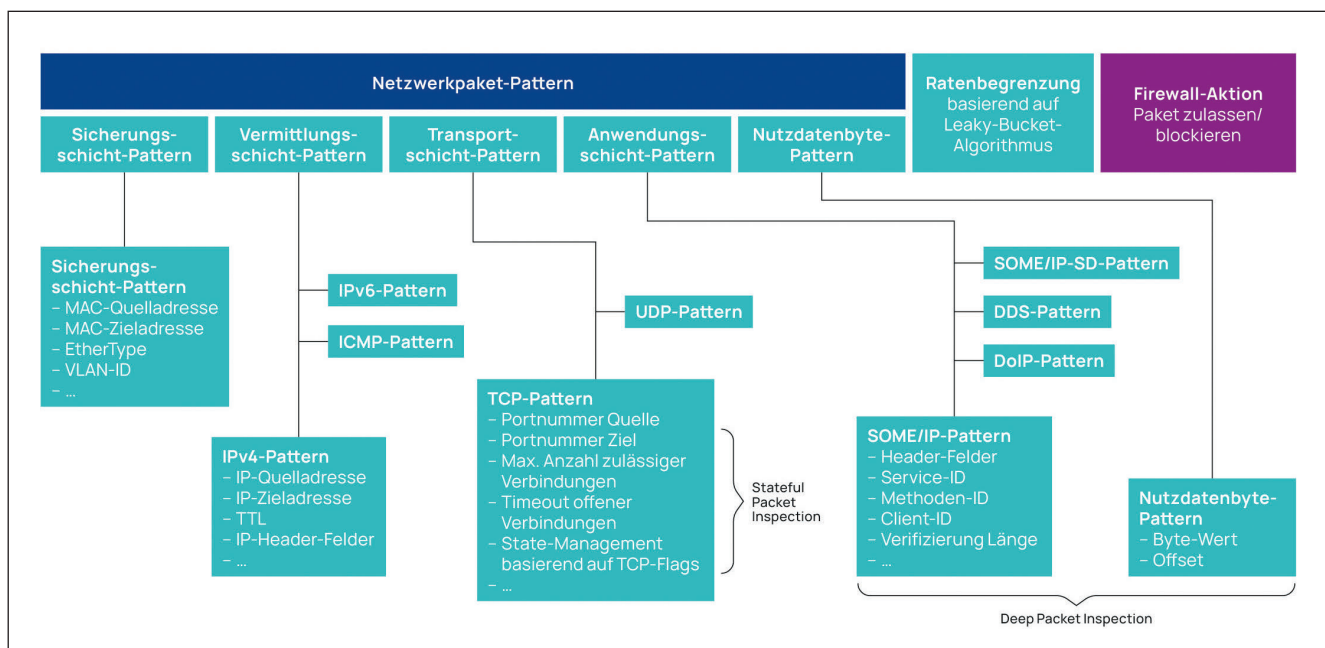 Netzwerkpaket-Pattern
Ratenbegrenzung
basierend auf
Leaky-Bucket-
Algorithmus
Firewall-Aktion
Paket zulassen/
blockieren
Sicherungs-
schicht-Pattern
Vermittlungs-
schicht-Pattern
Transport-
schicht-Pattern
Anwendungs-
schicht-Pattern
Nutzdatenbyte-
Pattern
Sicherungs-
schicht-Pattern
– MAC-Quelladresse
– MAC-Zieladresse
– EtherType
– VLAN-ID
– ...
IPv6-Pattern
ICMP-Pattern
IPv4-Pattern
– IP-Quelladresse
– IP-Zieladresse
– TTL
– IP-Header-Felder
– ...
UDP-Pattern
TCP-Pattern
– Portnummer Quelle
– Portnummer Ziel
– Max. Anzahl zulässiger
Verbindungen
– Timeout offener
Verbindungen
– State-Management
basierend auf TCP-Flags
– ...
Stateful
Packet
Inspection
SOME/IP-SD-Pattern
DDS-Pattern
DoIP-Pattern
SOME/IP-Pattern
– Header-Felder
– Service-ID
– Methoden-ID
– Client-ID
– Verifizierung Länge
– ...
Nutzdatenbyte-
Pattern
– Byte-Wert
– Offset
Deep Packet Inspection